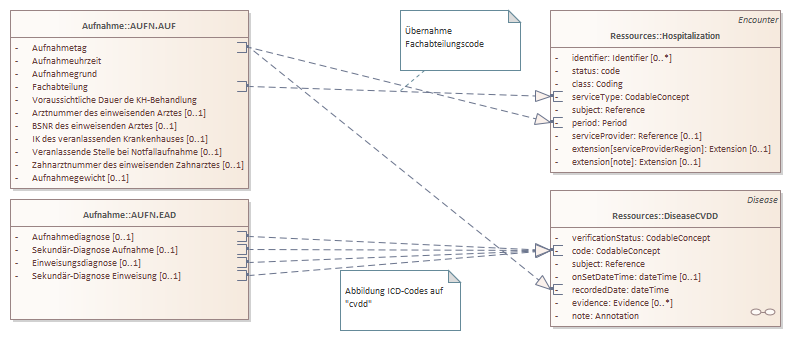 Aufnahme::AUFN.AUF
- Aufnahmetag
- Aufnahmeuhrzeit
- Aufnahmegrund
- Fachabteilung
- Voraussichtliche Dauer de KH-Behandlung
- Arztnummer des einweisenden Arztes [0..1]
- BSNR des einweisenden Arztes [0..1]
- IK des veranlassenden Krankenhauses [0..1]
- Veranlassende Stelle bei Notfallaufnahme [0..1]
- Zahnarztnummer des einweisenden Zahnarztes [0..1]
- Aufnahmegewicht [0..1]
Aufnahme::AUFN.EAD
- Aufnahmediagnose [0..1]
- Sekundär-Diagnose Aufnahme [0..1]
- Einweisungsdiagnose [0..1]
- Sekundär-Diagnose Einweisung [0..1]
Übernahme
Fachabteilungscode
Abbildung ICD-Codes auf
"cvdd"
Encounter
Ressources::Hospitalization
- identifier: Identifier [0..*]
- status: code
- class: Coding
- serviceType: CodableConcept
- subject: Reference
- period: Period
- serviceProvider: Reference [0..1]
- extension[serviceProviderRegion]: Extension [0..1]
- extension[note]: Extension [0..1]
Disease
Ressources::DiseaseCVDD
- verificationStatus: CodableConcept
- code: CodableConcept
- subject: Reference
- onSetDateTime: dateTime [0..1]
- recordedDate: dateTime
- evidence: Evidence [0..*]
- note: Annotation